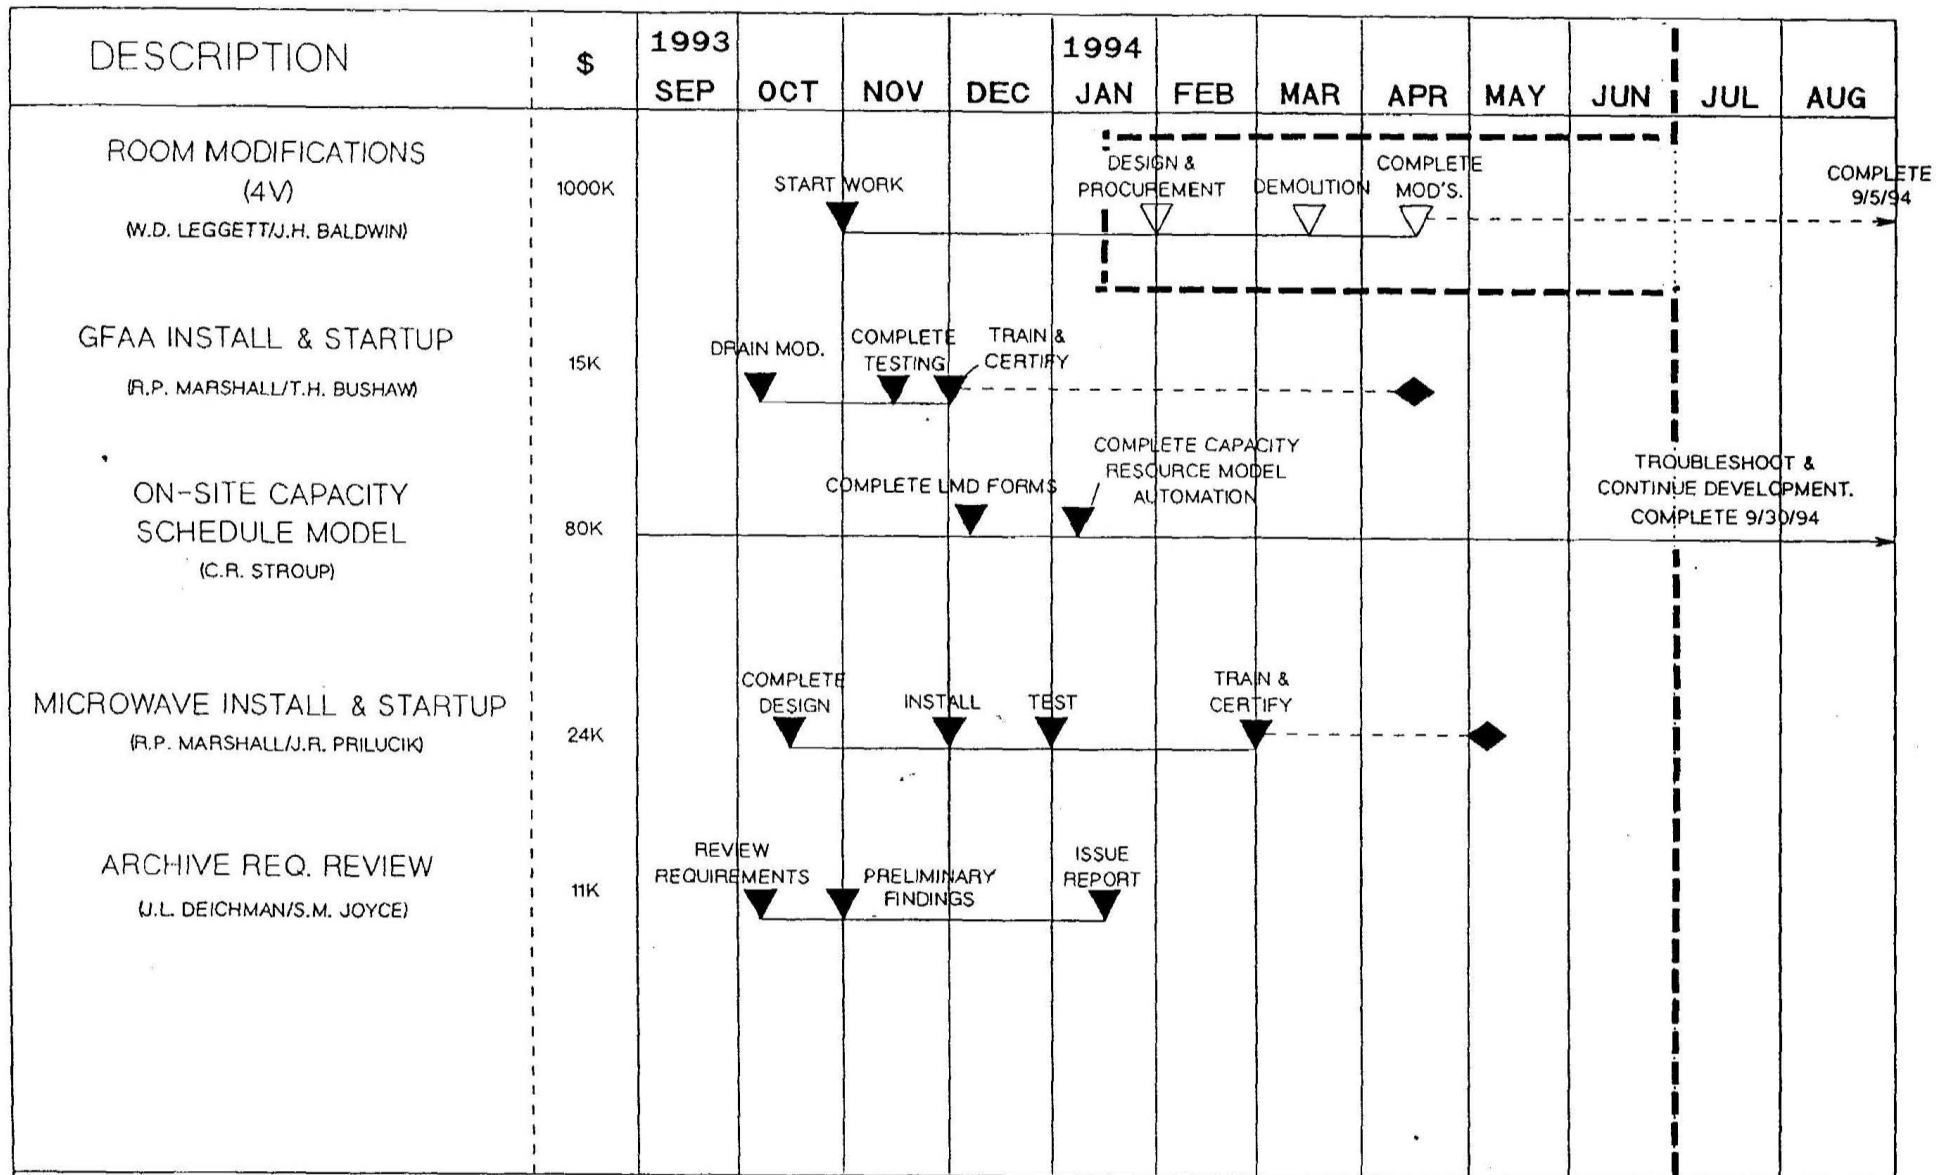 DESCRIPTION
$
1993
1994
SEP OCT NOV DEC JAN FEB MAR APR MAY JUN JUL AUG
ROOM MODIFICATIONS
(4V)
(W.D. LEGGETT/J.H. BALDWIN)
1000K
START WORK
DESIGN &
PROCUREMENT
DEMOLITION
COMPLETE
MOD'S.
COMPLETE
9/5/94
GFAA INSTALL & STARTUP
(R.P. MARSHALL/T.H. BUSHAW)
15K
DRAIN MOD.
COMPLETE
TESTING
TRAIN &
CERTIFY
ON-SITE CAPACITY
SCHEDULE MODEL
(C.R. STROUP)
80K
COMPLETE LMD FORMS
COMPLETE CAPACITY
RESOURCE MODEL
AUTOMATION
TROUBLESHOOT &
CONTINUE DEVELOPMENT.
COMPLETE 9/30/94
MICROWAVE INSTALL & STARTUP
(R.P. MARSHALL/J.R. PRILUCIK)
24K
COMPLETE
DESIGN
INSTALL
TEST
TRAIN &
CERTIFY
ARCHIVE REQ. REVIEW
(J.L. DEICHMAN/S.M. JOYCE)
11K
REVIEW
REQUIREMENTS
PRELIMINARY
FINDINGS
ISSUE
REPORT